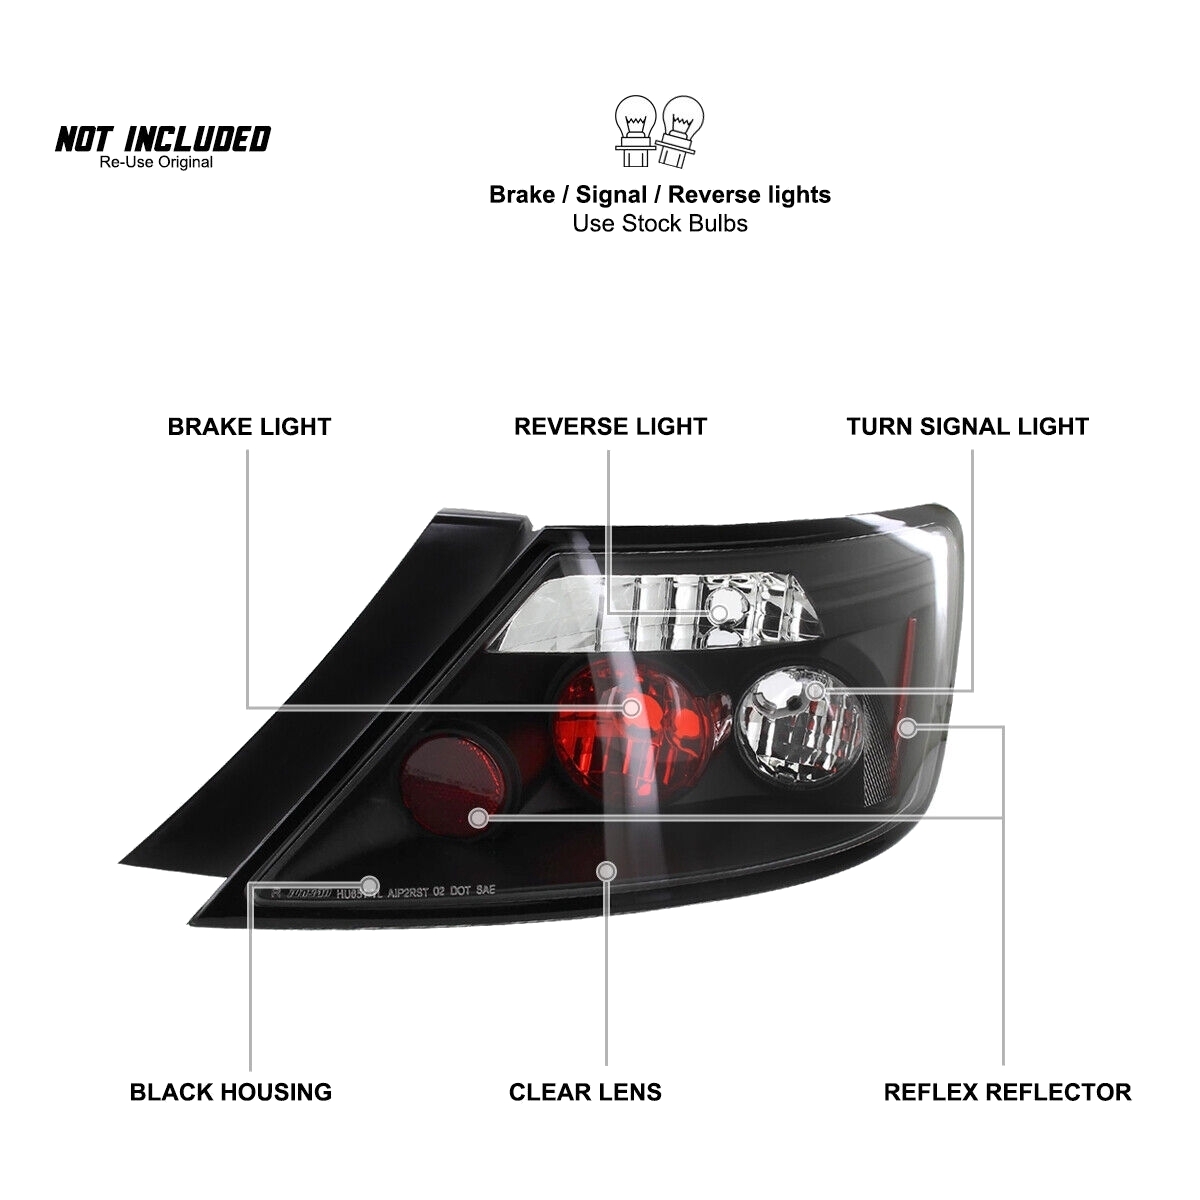 NOT INCLUDED
Re-Use Original
Brake / Signal / Reverse lights
Use Stock Bulbs
BRAKE LIGHT
REVERSE LIGHT
TURN SIGNAL LIGHT
AIP2RST 02 DOT SAE
BLACK HOUSING
CLEAR LENS
REFLEX REFLECTOR